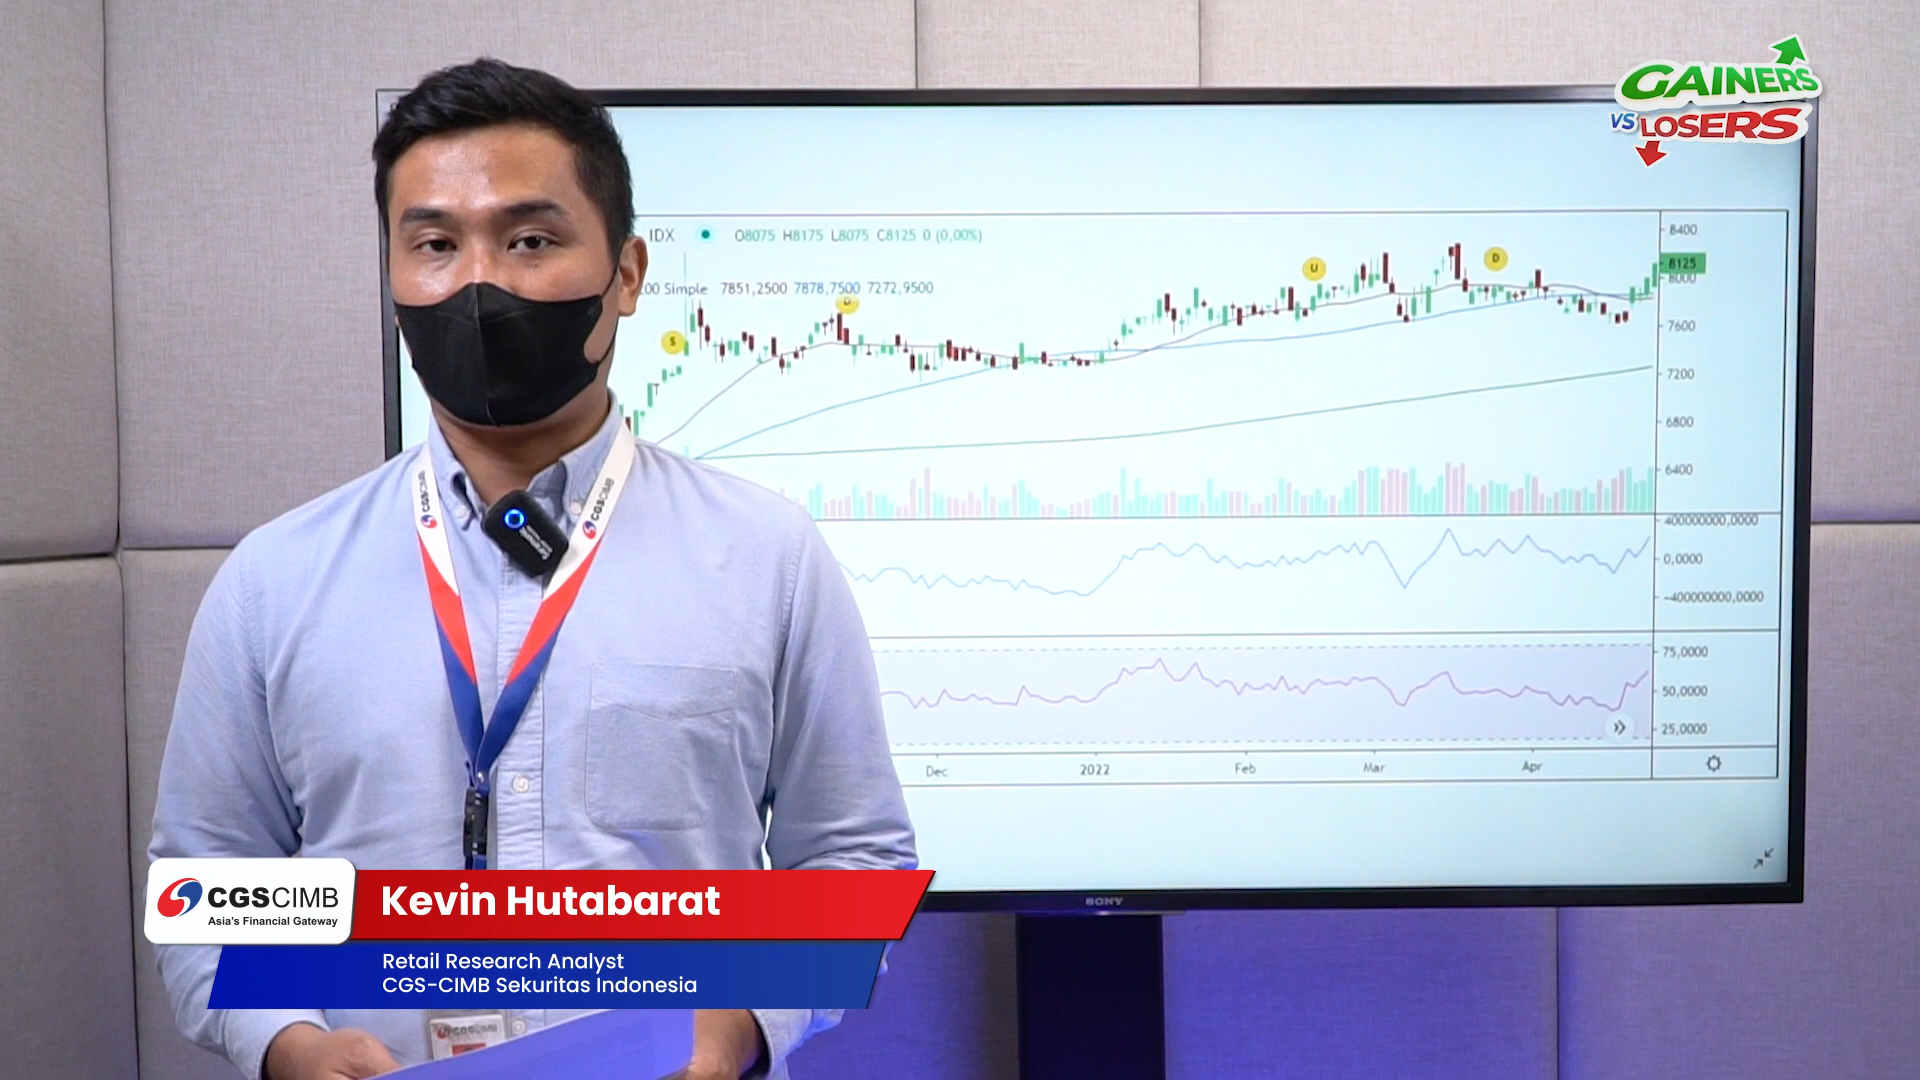 GAINERS
VS LOSERS
IDX O8075 H8175 L8075 C8125 0 (0,00%)
00 Simple 7851,2500 7878,7500 7272,9500
S
D
U
D
8400
8125
8000
7600
7200
6800
6400
400000000,0000
0,0000
-400000000,0000
75,0000
50,0000
25,0000
Dec 2022 Feb Mar Apr
SONY
CGSCIMB
CGSCIMB
CGSCIMB
Asia's Financial Gateway
Kevin Hutabarat
Retail Research Analyst
CGS-CIMB Sekuritas Indonesia
CGSCIMB